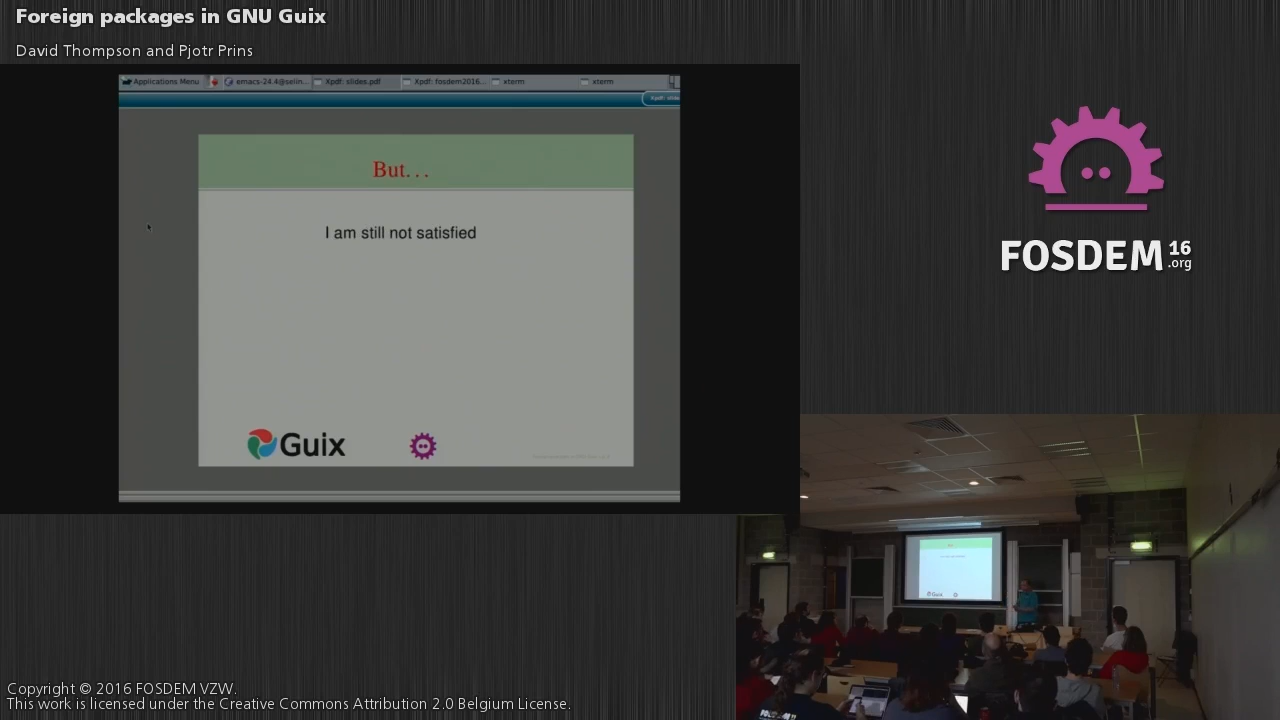 Foreign packages in GNU Guix
David Thompson and Pjotr Prins
Applications Menu
emacs-24.4@selin...
Xpdf: slides.pdf
Xpdf: fosdem2016...
xterm
xterm
But...
I am still not satisfied
Guix
FOSDEM 16
.org
Guix
Copyright © 2016 FOSDEM VZW.
This work is licensed under the Creative Commons Attribution 2.0 Belgium License.